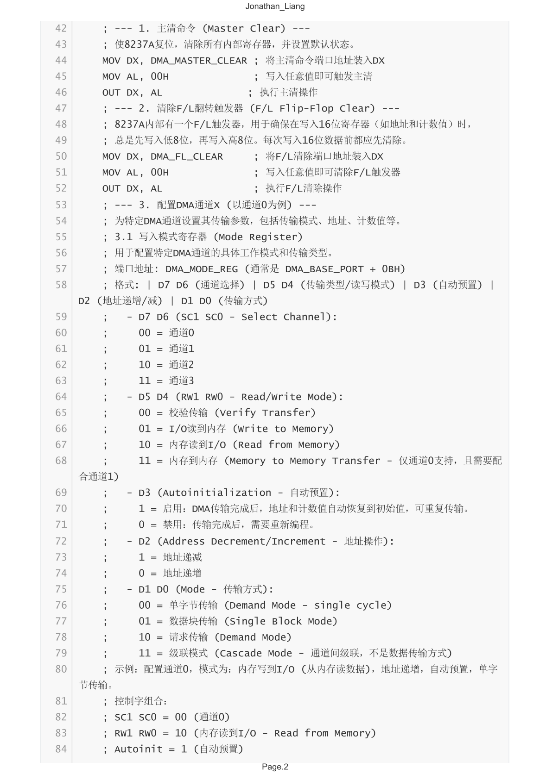 Jonathan_Liang
42 ; --- 1. 主清命令 (Master Clear) ---
43 ; 使8237A复位，清除所有内部寄存器，并设置默认状态。
44 MOV DX, DMA_MASTER_CLEAR ; 将主清命令端口地址装入DX
45 MOV AL, 00H ; 写入任意值即可触发主清
46 OUT DX, AL ; 执行主清操作
47 ; --- 2. 清除F/L翻转触发器 (F/L Flip-Flop Clear) ---
48 ; 8237A内部有一个F/L触发器，用于确保在写入16位寄存器（如地址和计数值）时，
49 ; 总是先写入低8位，再写入高8位。每次写入16位数据前都应先清除。
50 MOV DX, DMA_FL_CLEAR ; 将F/L清除端口地址装入DX
51 MOV AL, 00H ; 写入任意值即可清除F/L触发器
52 OUT DX, AL ; 执行F/L清除操作
53 ; --- 3. 配置DMA通道X (以通道0为例) ---
54 ; 为特定DMA通道设置其传输参数，包括传输模式、地址、计数值等。
55 ; 3.1 写入模式寄存器 (Mode Register)
56 ; 用于配置特定DMA通道的具体工作模式和传输类型。
57 ; 端口地址: DMA_MODE_REG (通常是 DMA_BASE_PORT + 0BH)
58 ; 格式: | D7 D6 (通道选择) | D5 D4 (传输类型/读写模式) | D3 (自动预置) |
D2 (地址递增/减) | D1 D0 (传输方式)
59 ; - D7 D6 (SC1 SC0 - Select Channel):
60 ; 00 = 通道0
61 ; 01 = 通道1
62 ; 10 = 通道2
63 ; 11 = 通道3
64 ; - D5 D4 (RW1 RW0 - Read/Write Mode):
65 ; 00 = 校验传输 (Verify Transfer)
66 ; 01 = I/O读到内存 (Write to Memory)
67 ; 10 = 内存读到I/O (Read from Memory)
68 ; 11 = 内存到内存 (Memory to Memory Transfer - 仅通道0支持，且需要配
合通道1)
69 ; - D3 (Autoinitialization - 自动预置):
70 ; 1 = 启用：DMA传输完成后，地址和计数值自动恢复到初始值，可重复传输。
71 ; 0 = 禁用：传输完成后，需要重新编程。
72 ; - D2 (Address Decrement/Increment - 地址操作):
73 ; 1 = 地址递减
74 ; 0 = 地址递增
75 ; - D1 D0 (Mode - 传输方式):
76 ; 00 = 单字节传输 (Demand Mode - single cycle)
77 ; 01 = 数据块传输 (Single Block Mode)
78 ; 10 = 请求传输 (Demand Mode)
79 ; 11 = 级联模式 (Cascade Mode - 通道间级联，不是数据传输方式)
80 ; 示例：配置通道0，模式为：内存写到I/O (从内存读数据)，地址递增，自动预置，单字
节传输。
81 ; 控制字组合：
82 ; SC1 SC0 = 00 (通道0)
83 ; RW1 RW0 = 10 (内存读到I/O - Read from Memory)
84 ; Autoinit = 1 (自动预置)
Page.2